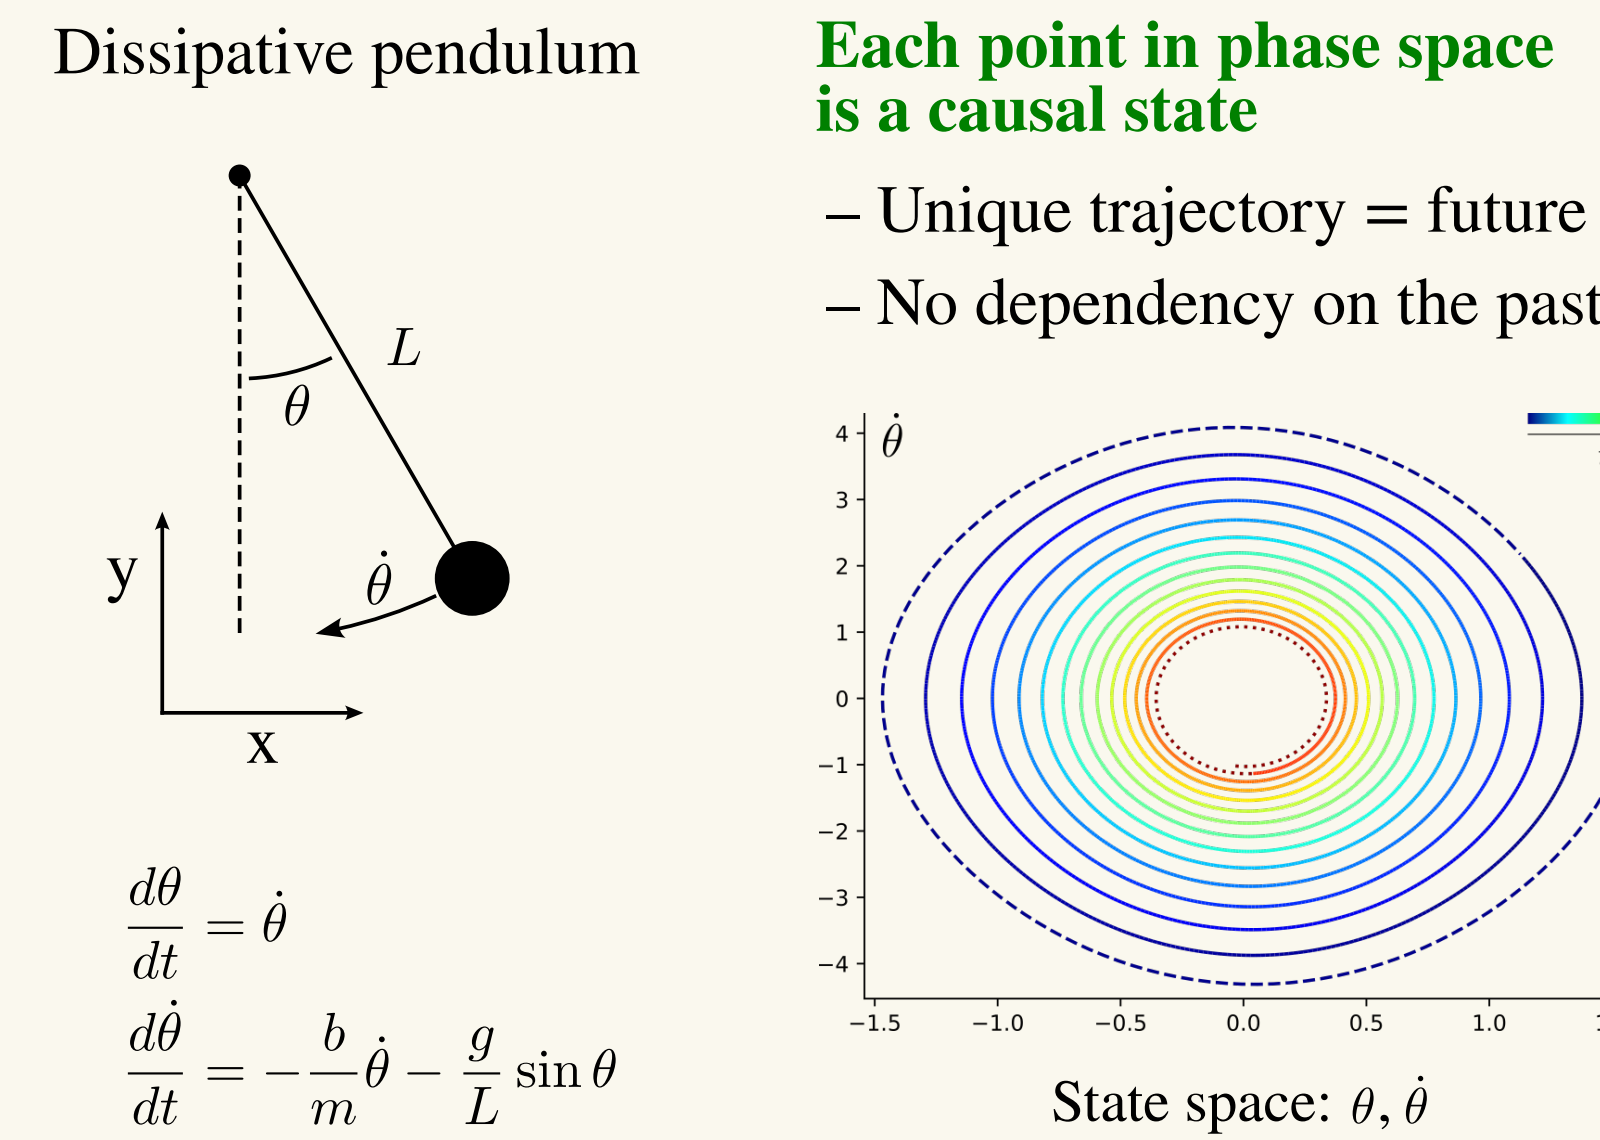 Dissipative pendulum
L
θ
θ̇
y
x
dθ/dt = θ̇
dθ̇/dt = −b/m θ̇ − g/L sin θ
Each point in phase space
is a causal state
– Unique trajectory = future
– No dependency on the past
θ̇
4
3
2
1
0
−1
−2
−3
−4
−1.5 −1.0 −0.5 0.0 0.5 1.0
State space: θ, θ̇